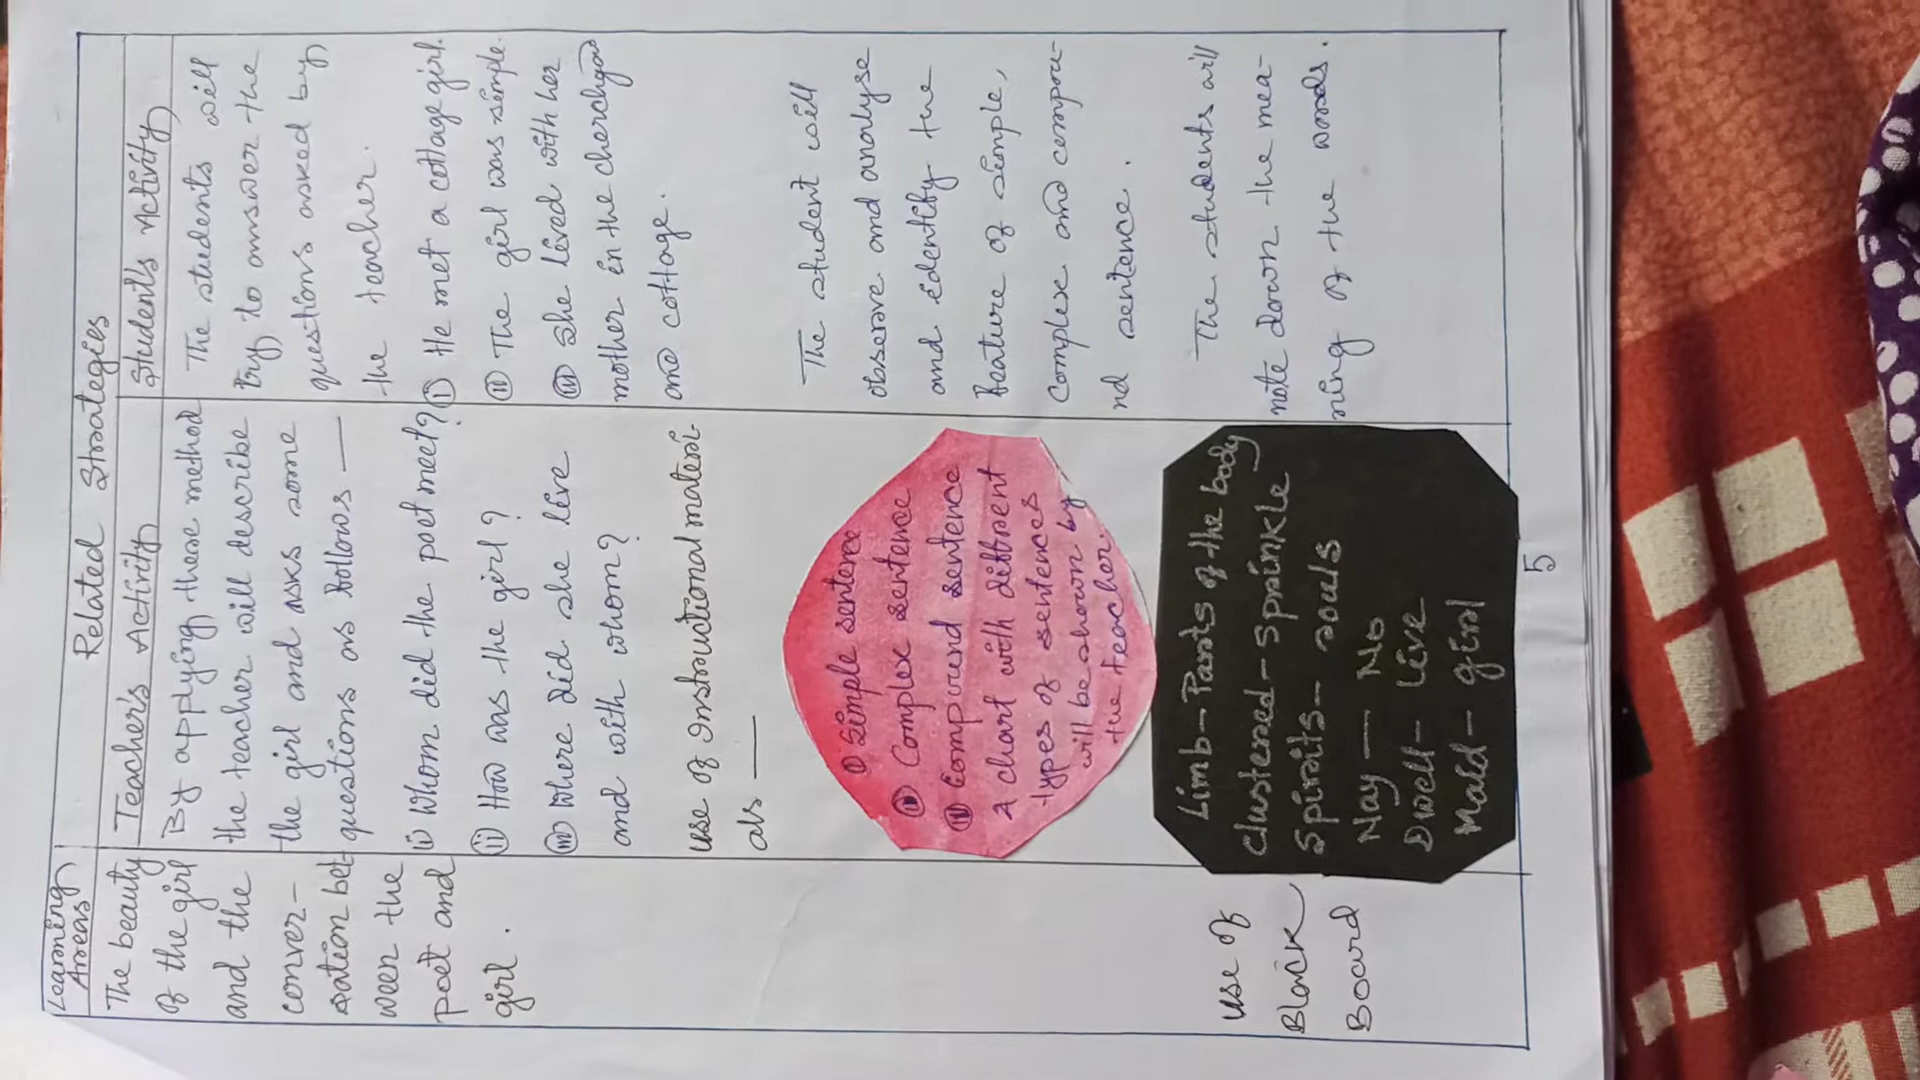 Related Strategies
Learning
Areas
Teacher's Activity
Students Activity
The beauty
of the girl
and the
conver-
sation bet-
ween the
poet and
girl.
By applying these method
the teacher will describe
the girl and asks some
questions as follows —
(i) Whom did the poet meet?
(ii) How was the girl?
(iii) Where did she live
and with whom?
Use of Instructional materi-
als —
(i) Simple sentence
(ii) Complex sentence
(iii) Compound sentence
A chart with different
types of sentences
will be shown by
the teacher.
The students will
try to answer the
questions asked by
the teacher.
(i) He met a cottage girl.
(ii) The girl was simple.
(iii) She lived with her
mother in the
and cottage.
The student will
observe and analyse
and identify the
feature of simple,
complex and compou-
nd sentence.
Use of
Black
Board
Limb - Parts of the body
clustered - sprinkle
Spirits - souls
Nay — No
Dwell - Live
Maid - girl
The students will
note down the mea-
ning of the words.
5